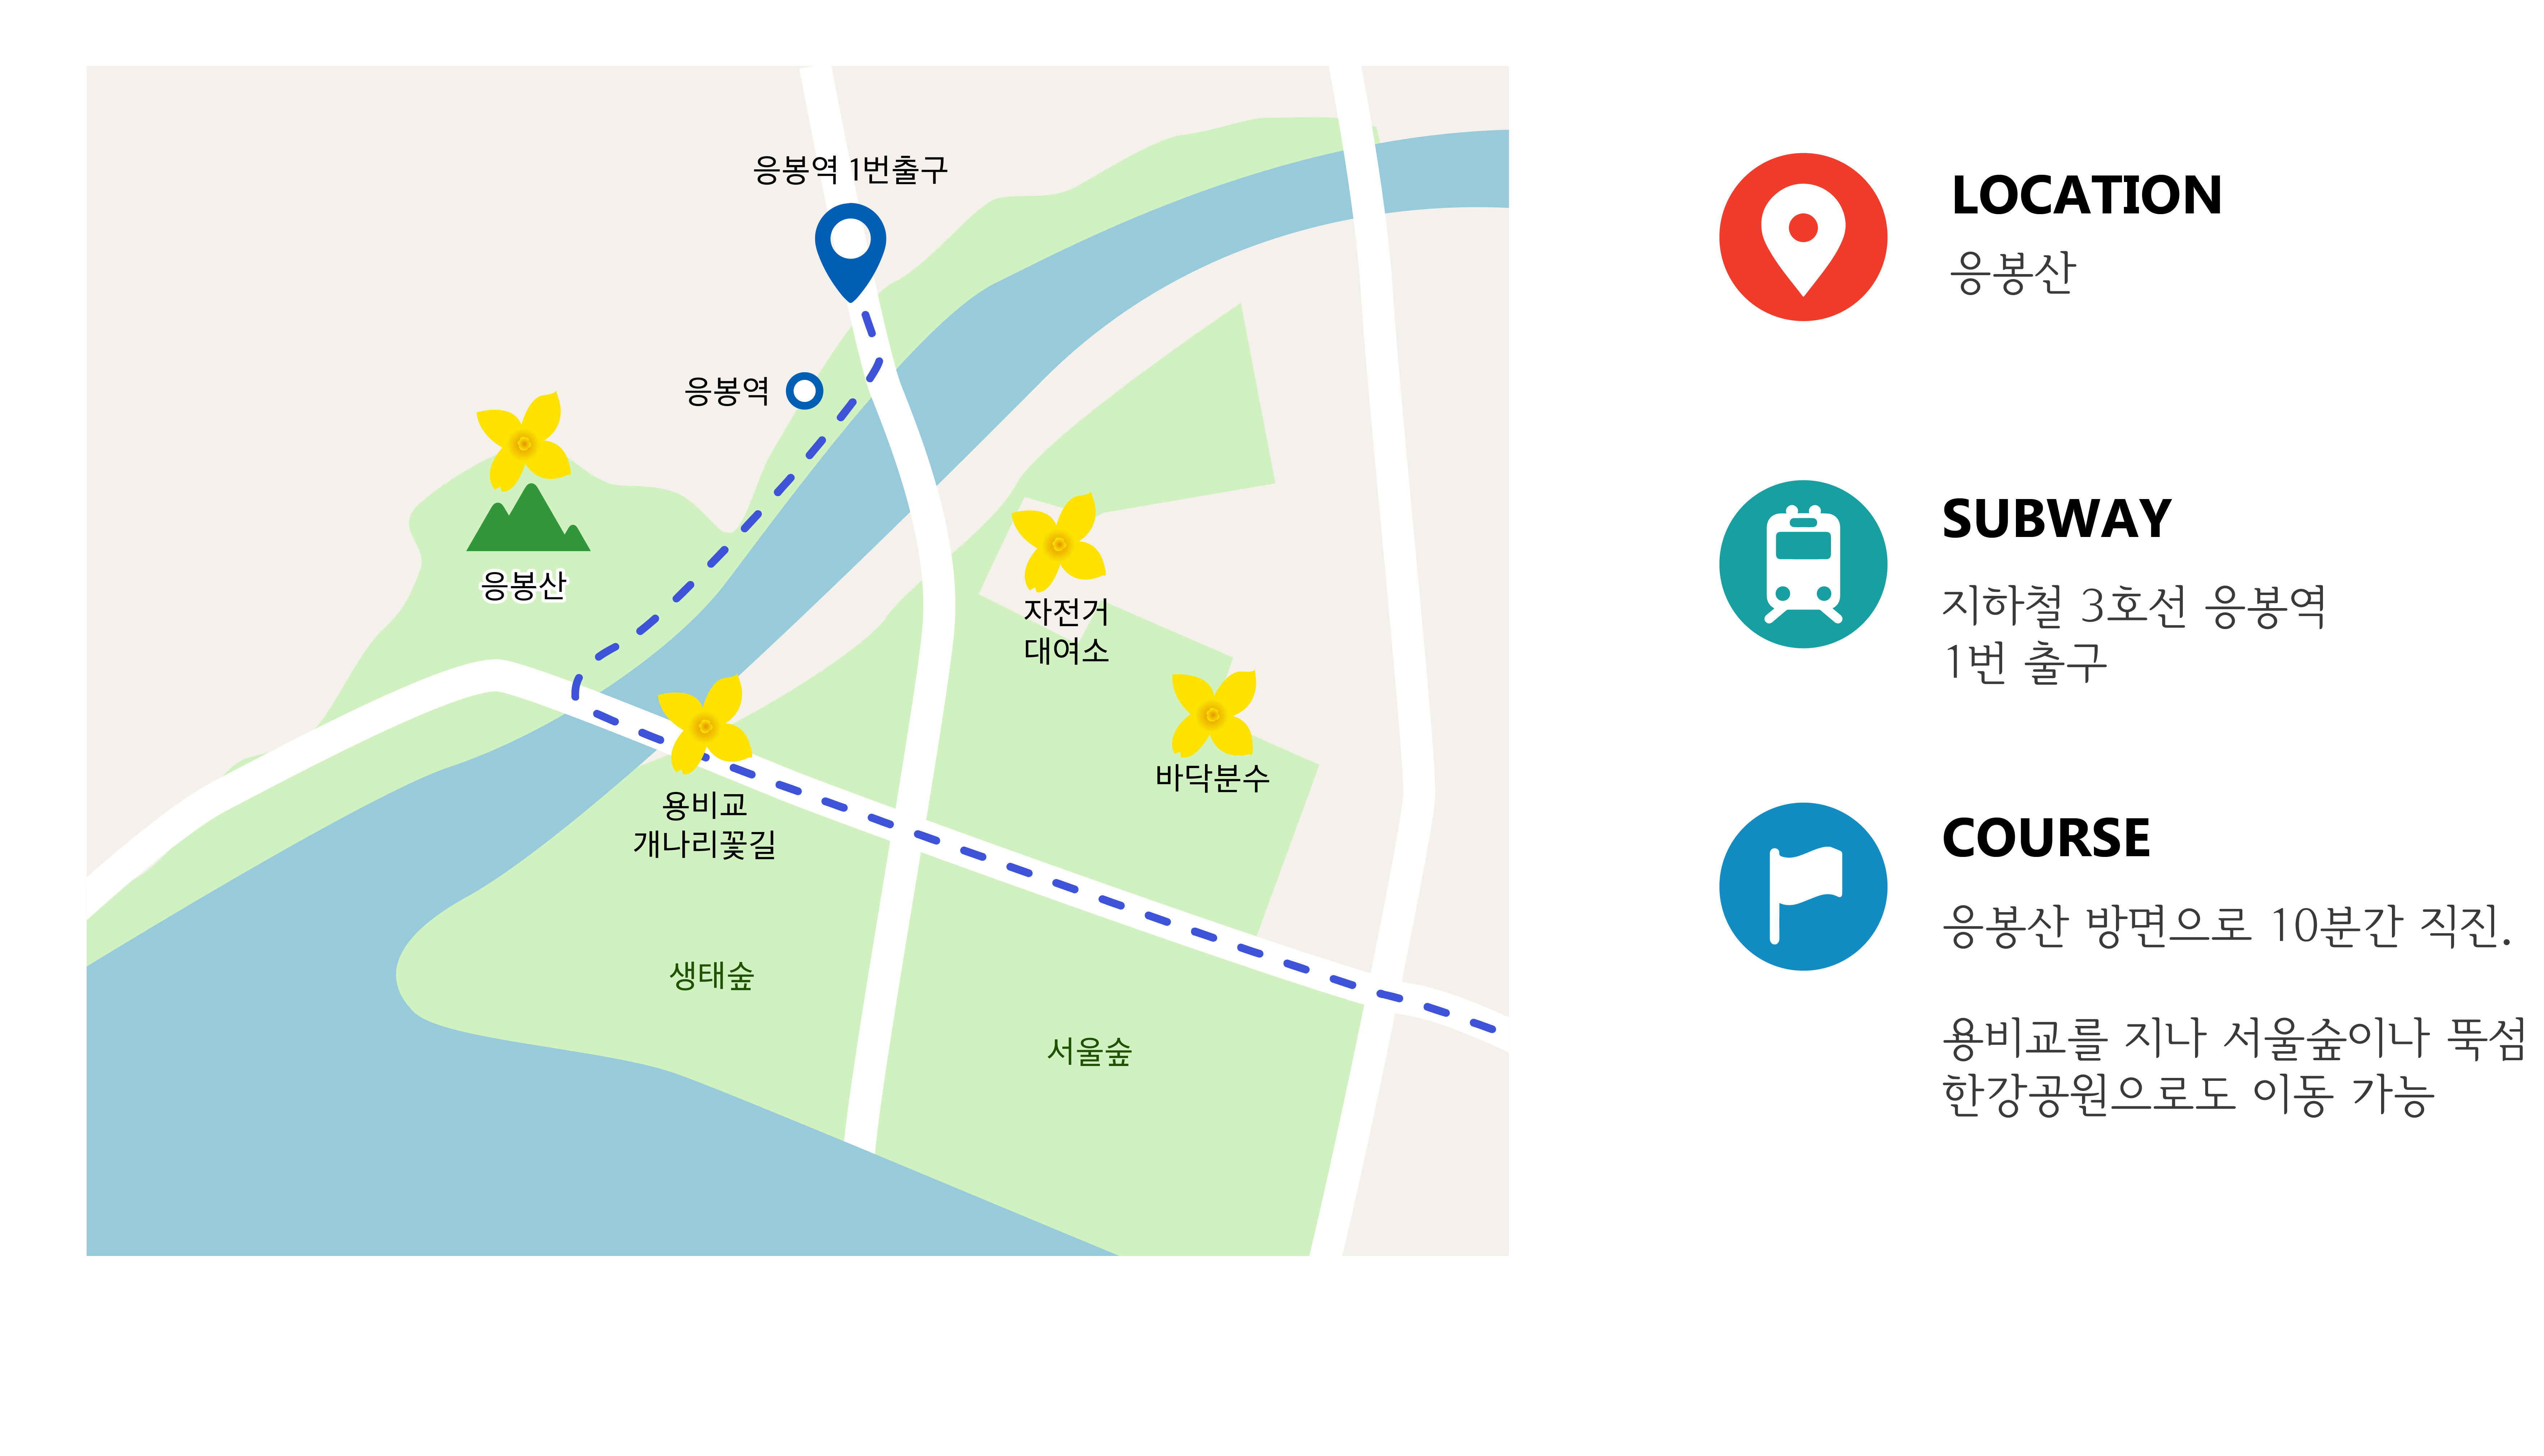 응봉역 1번출구
응봉역
응봉산
자전거
대여소
바닥분수
용비교
개나리꽃길
생태숲
서울숲
LOCATION
응봉산
SUBWAY
지하철 3호선 응봉역
1번 출구
COURSE
응봉산 방면으로 10분간 직진.
용비교를 지나 서울숲이나 뚝섬
한강공원으로도 이동 가능